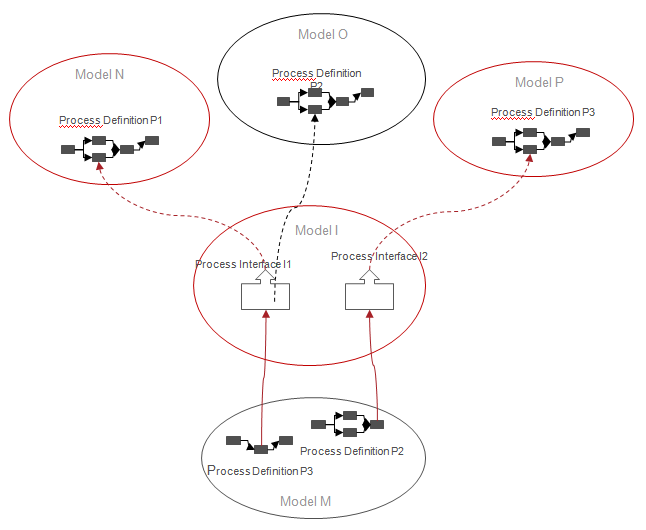 Model O
Process Definition
P2
Model N
Process Definition P1
Model P
Process Definition P3
Model I
Process Interface I1
Process Interface I2
Process Definition P2
Process Definition P3
Model M